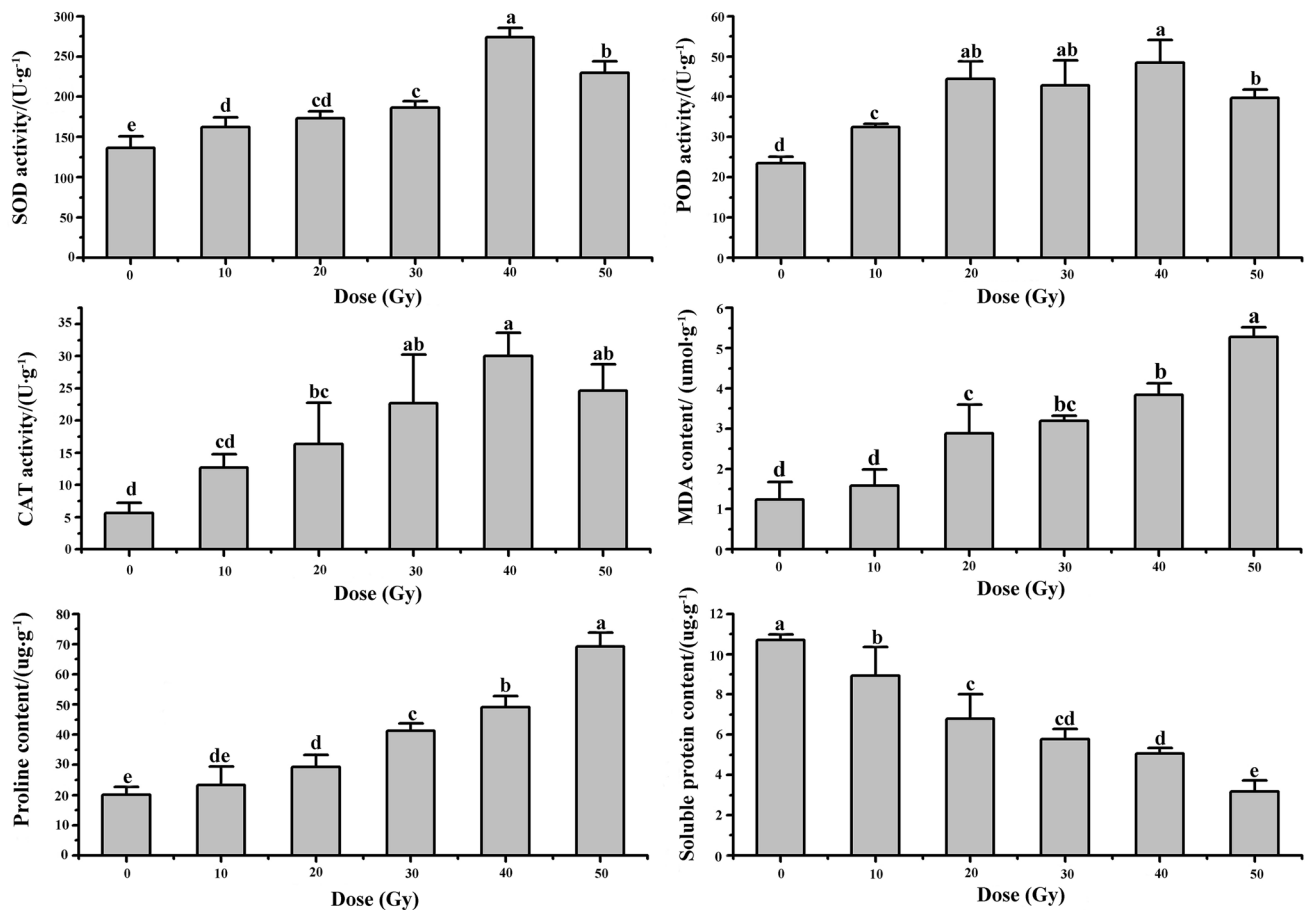 SOD activity/(U·g⁻¹)
300
250
200
150
100
50
0
e
d
cd
c
a
b
0 10 20 30 40 50
Dose (Gy)
POD activity/(U·g⁻¹)
60
50
40
30
20
10
0
d
c
ab
ab
a
b
0 10 20 30 40 50
Dose (Gy)
CAT activity/(U·g⁻¹)
35
30
25
20
15
10
5
0
d
cd
bc
ab
a
ab
0 10 20 30 40 50
Dose (Gy)
MDA content/ (umol·g⁻¹)
6
5
4
3
2
1
0
d
d
c
bc
b
a
0 10 20 30 40 50
Dose (Gy)
Proline content/(ug·g⁻¹)
80
70
60
50
40
30
20
10
0
e
de
d
c
b
a
0 10 20 30 40 50
Dose (Gy)
Soluble protein content/(ug·g⁻¹)
12
10
8
6
4
2
0
a
b
c
cd
d
e
0 10 20 30 40 50
Dose (Gy)